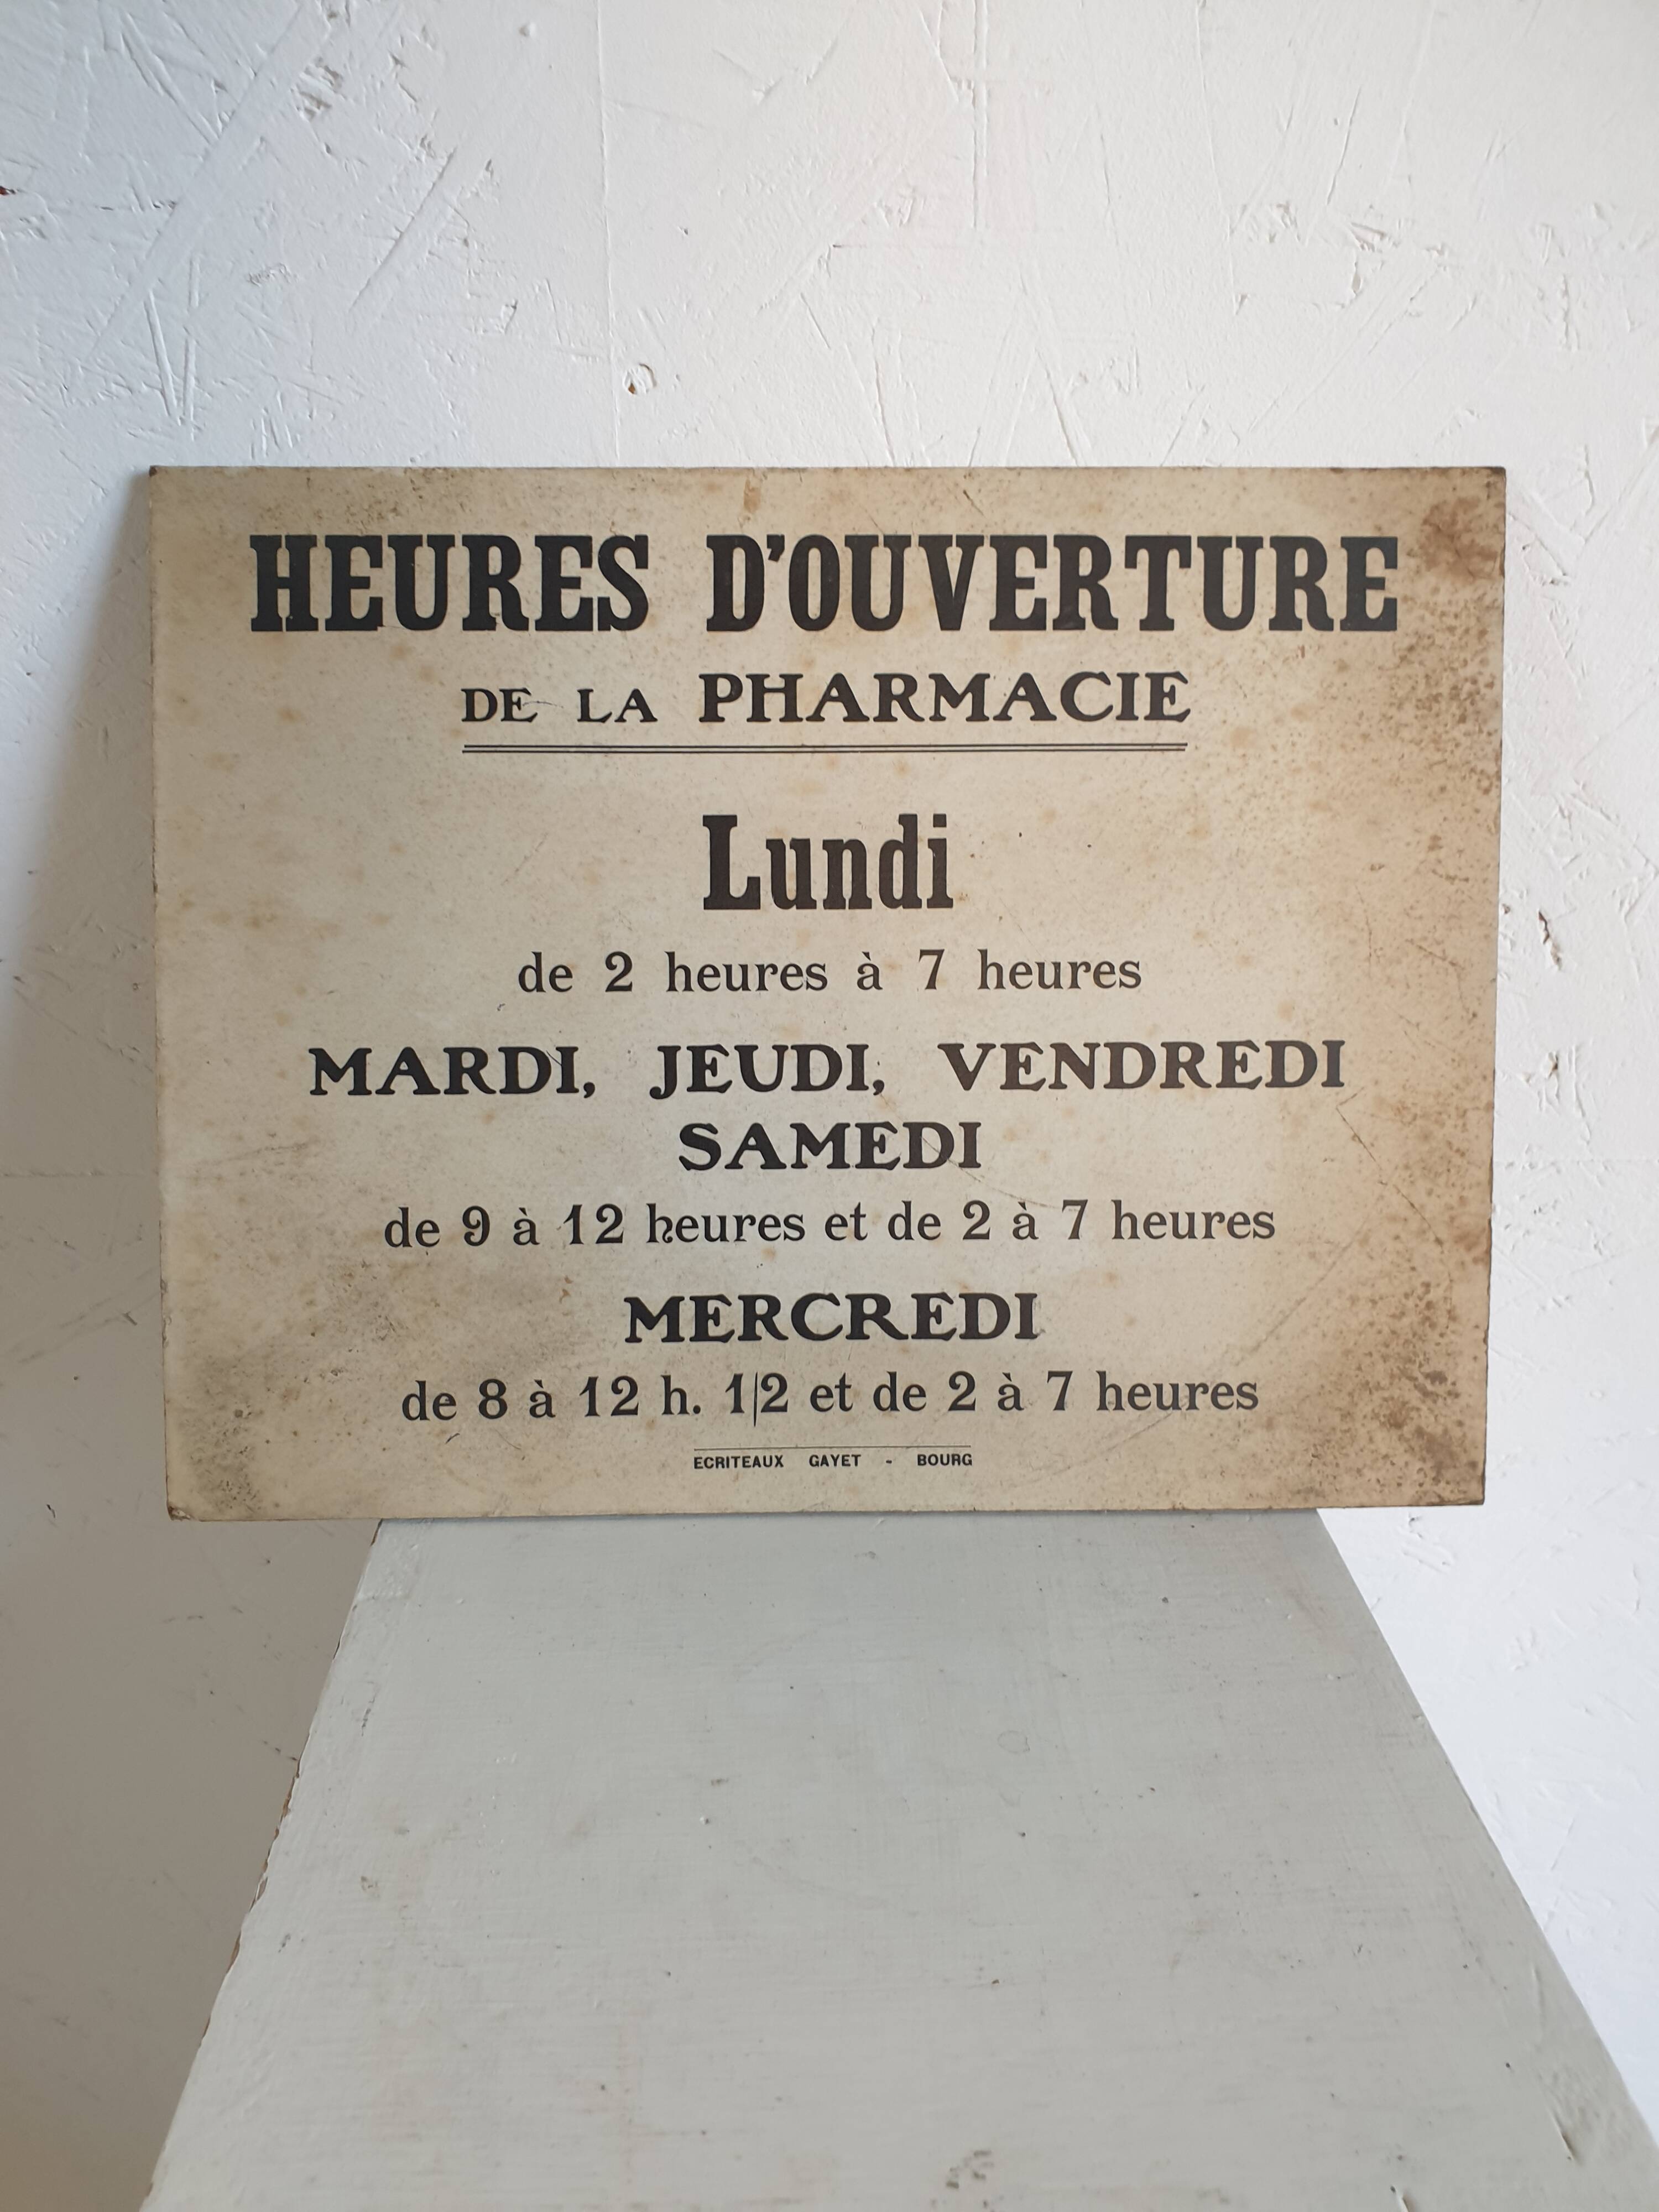 HEURES D'OUVERTURE
DE LA PHARMACIE
Lundi
de 2 heures à 7 heures
MARDI, JEUDI, VENDREDI
SAMEDI
de 9 à 12 heures et de 2 à 7 heures
MERCREDI
de 8 à 12 h. 1|2 et de 2 à 7 heures
ECRITEAUX GAYET - BOURG